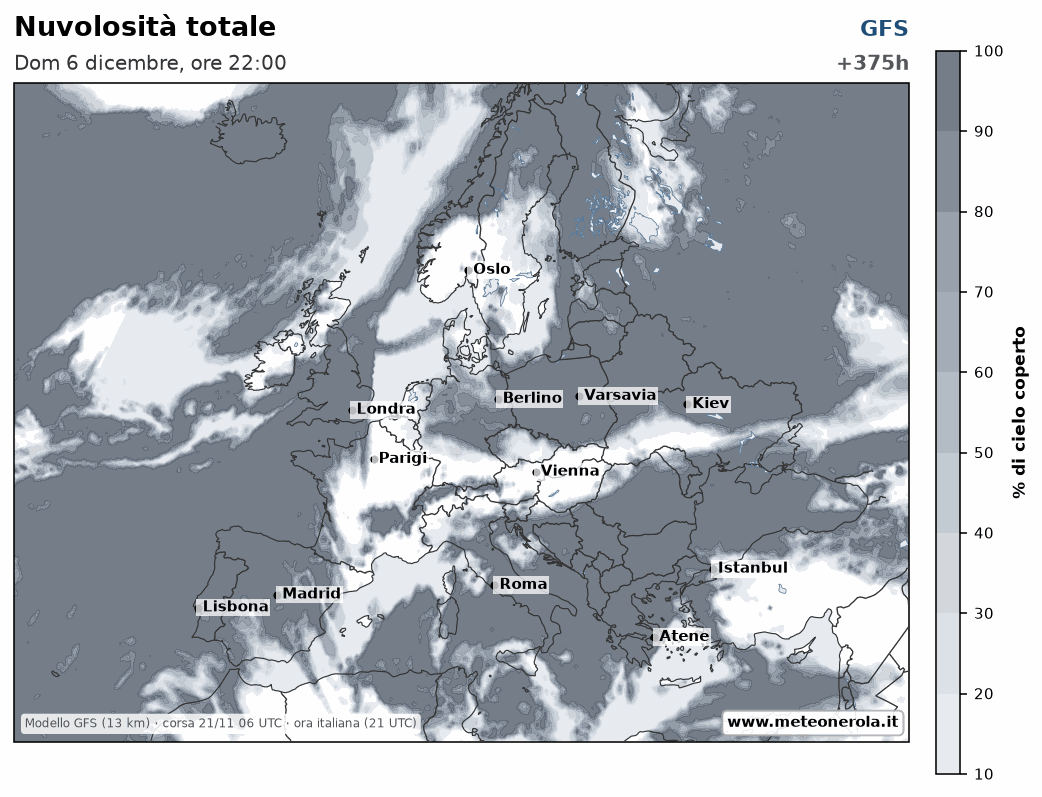 Nuvolosità totale
GFS
Dom 6 dicembre, ore 22:00
+375h
100
90
80
70
60
50
40
30
20
10
% di cielo coperto
Oslo
Londra
Berlino
Varsavia
Kiev
Parigi
Vienna
Istanbul
Roma
Madrid
Lisbona
Atene
Modello GFS (13 km) · corsa 21/11 06 UTC · ora italiana (21 UTC)
www.meteonerola.it